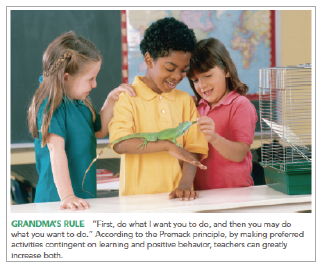 GRANDMA'S RULE "First, do what I want you to do, and then you may do
what you want to do." According to the Premack principle, by making preferred
activities contingent on learning and positive behavior, teachers can greatly
increase both.